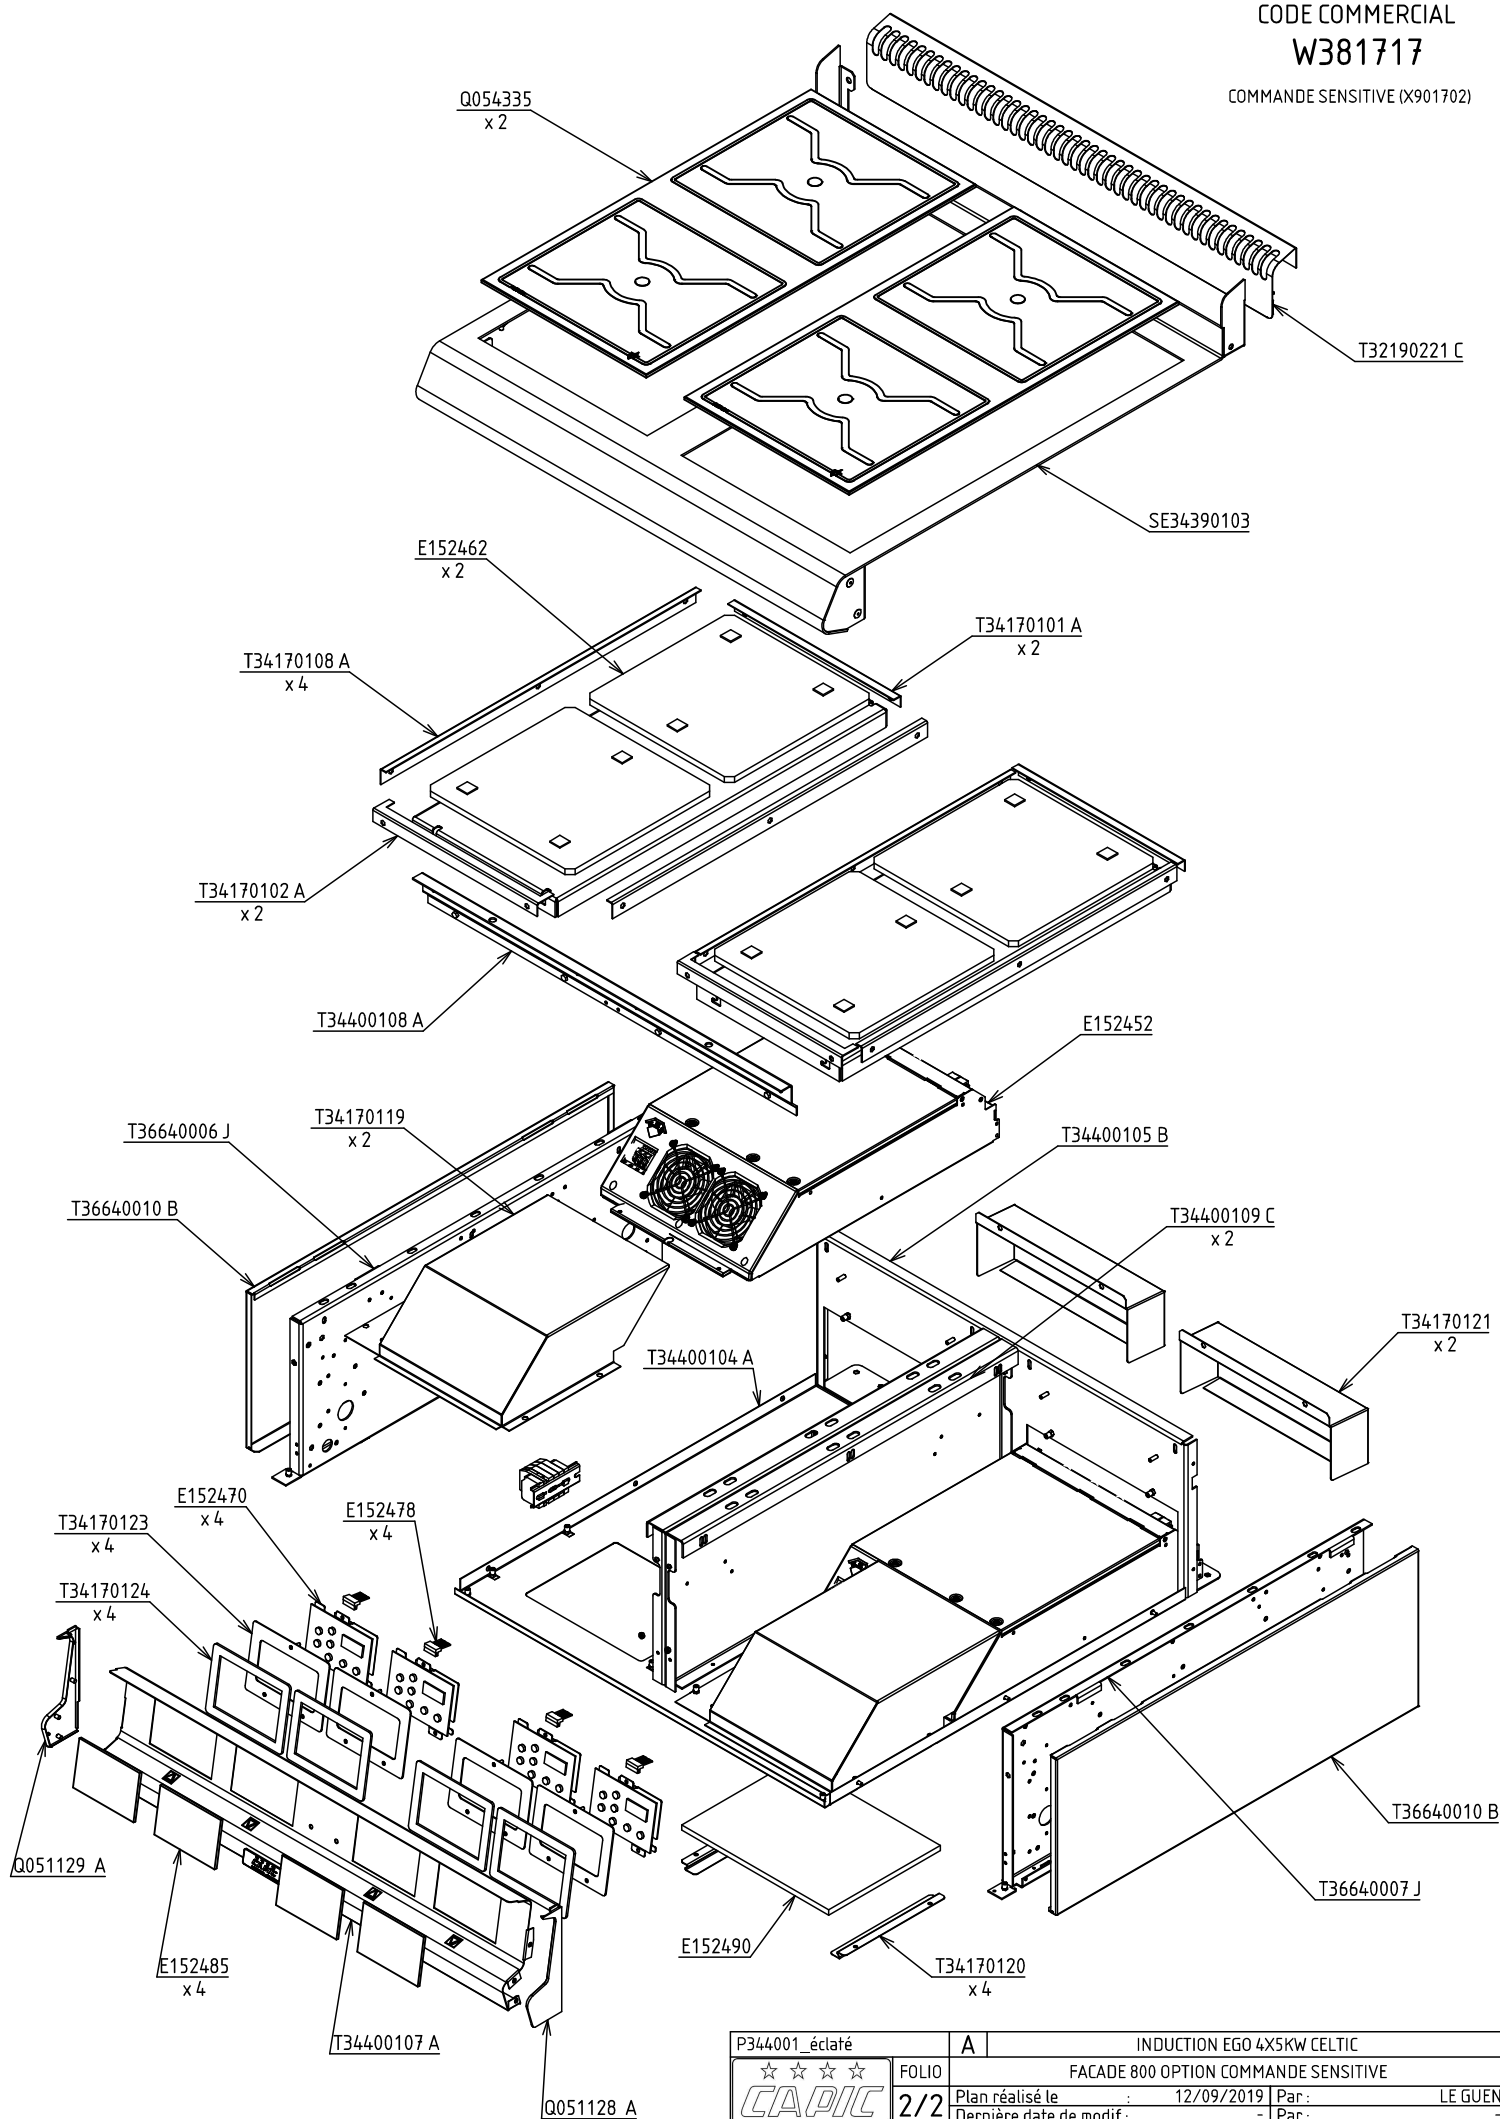 CODE COMMERCIAL
W381717
COMMANDE SENSITIVE (X901702)
Q054335
x 2
T32190221 C
SE34390103
E152462
x 2
T34170101 A
x 2
T34170108 A
x 4
T34170102 A
x 2
T34400108 A
E152452
T34170119
x 2
T36640006 J
T34400105 B
T36640010 B
T34400109 C
x 2
T34170121
x 2
T34400104 A
E152470
x 4
E152478
x 4
T34170123
x 4
T34170124
x 4
T36640010 B
Q051129 A
T36640007 J
E152490
E152485
x 4
T34170120
x 4
T34400107 A
Q051128 A
P344001_éclaté
A
INDUCTION EGO 4X5KW CELTIC
CAPIC
FOLIO
2/2
FACADE 800 OPTION COMMANDE SENSITIVE
Plan réalisé le : 12/09/2019 Par : LE GUEN
Dernière date de modif : - Par : -